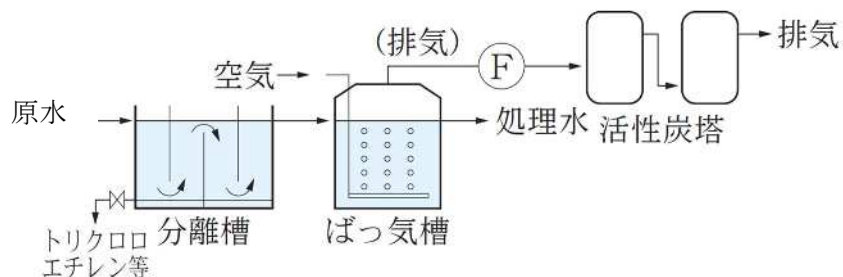 (排気)
F
排気
空気
原水
処理水
活性炭塔
分離槽
ばっ気槽
トリクロロ
エチレン等